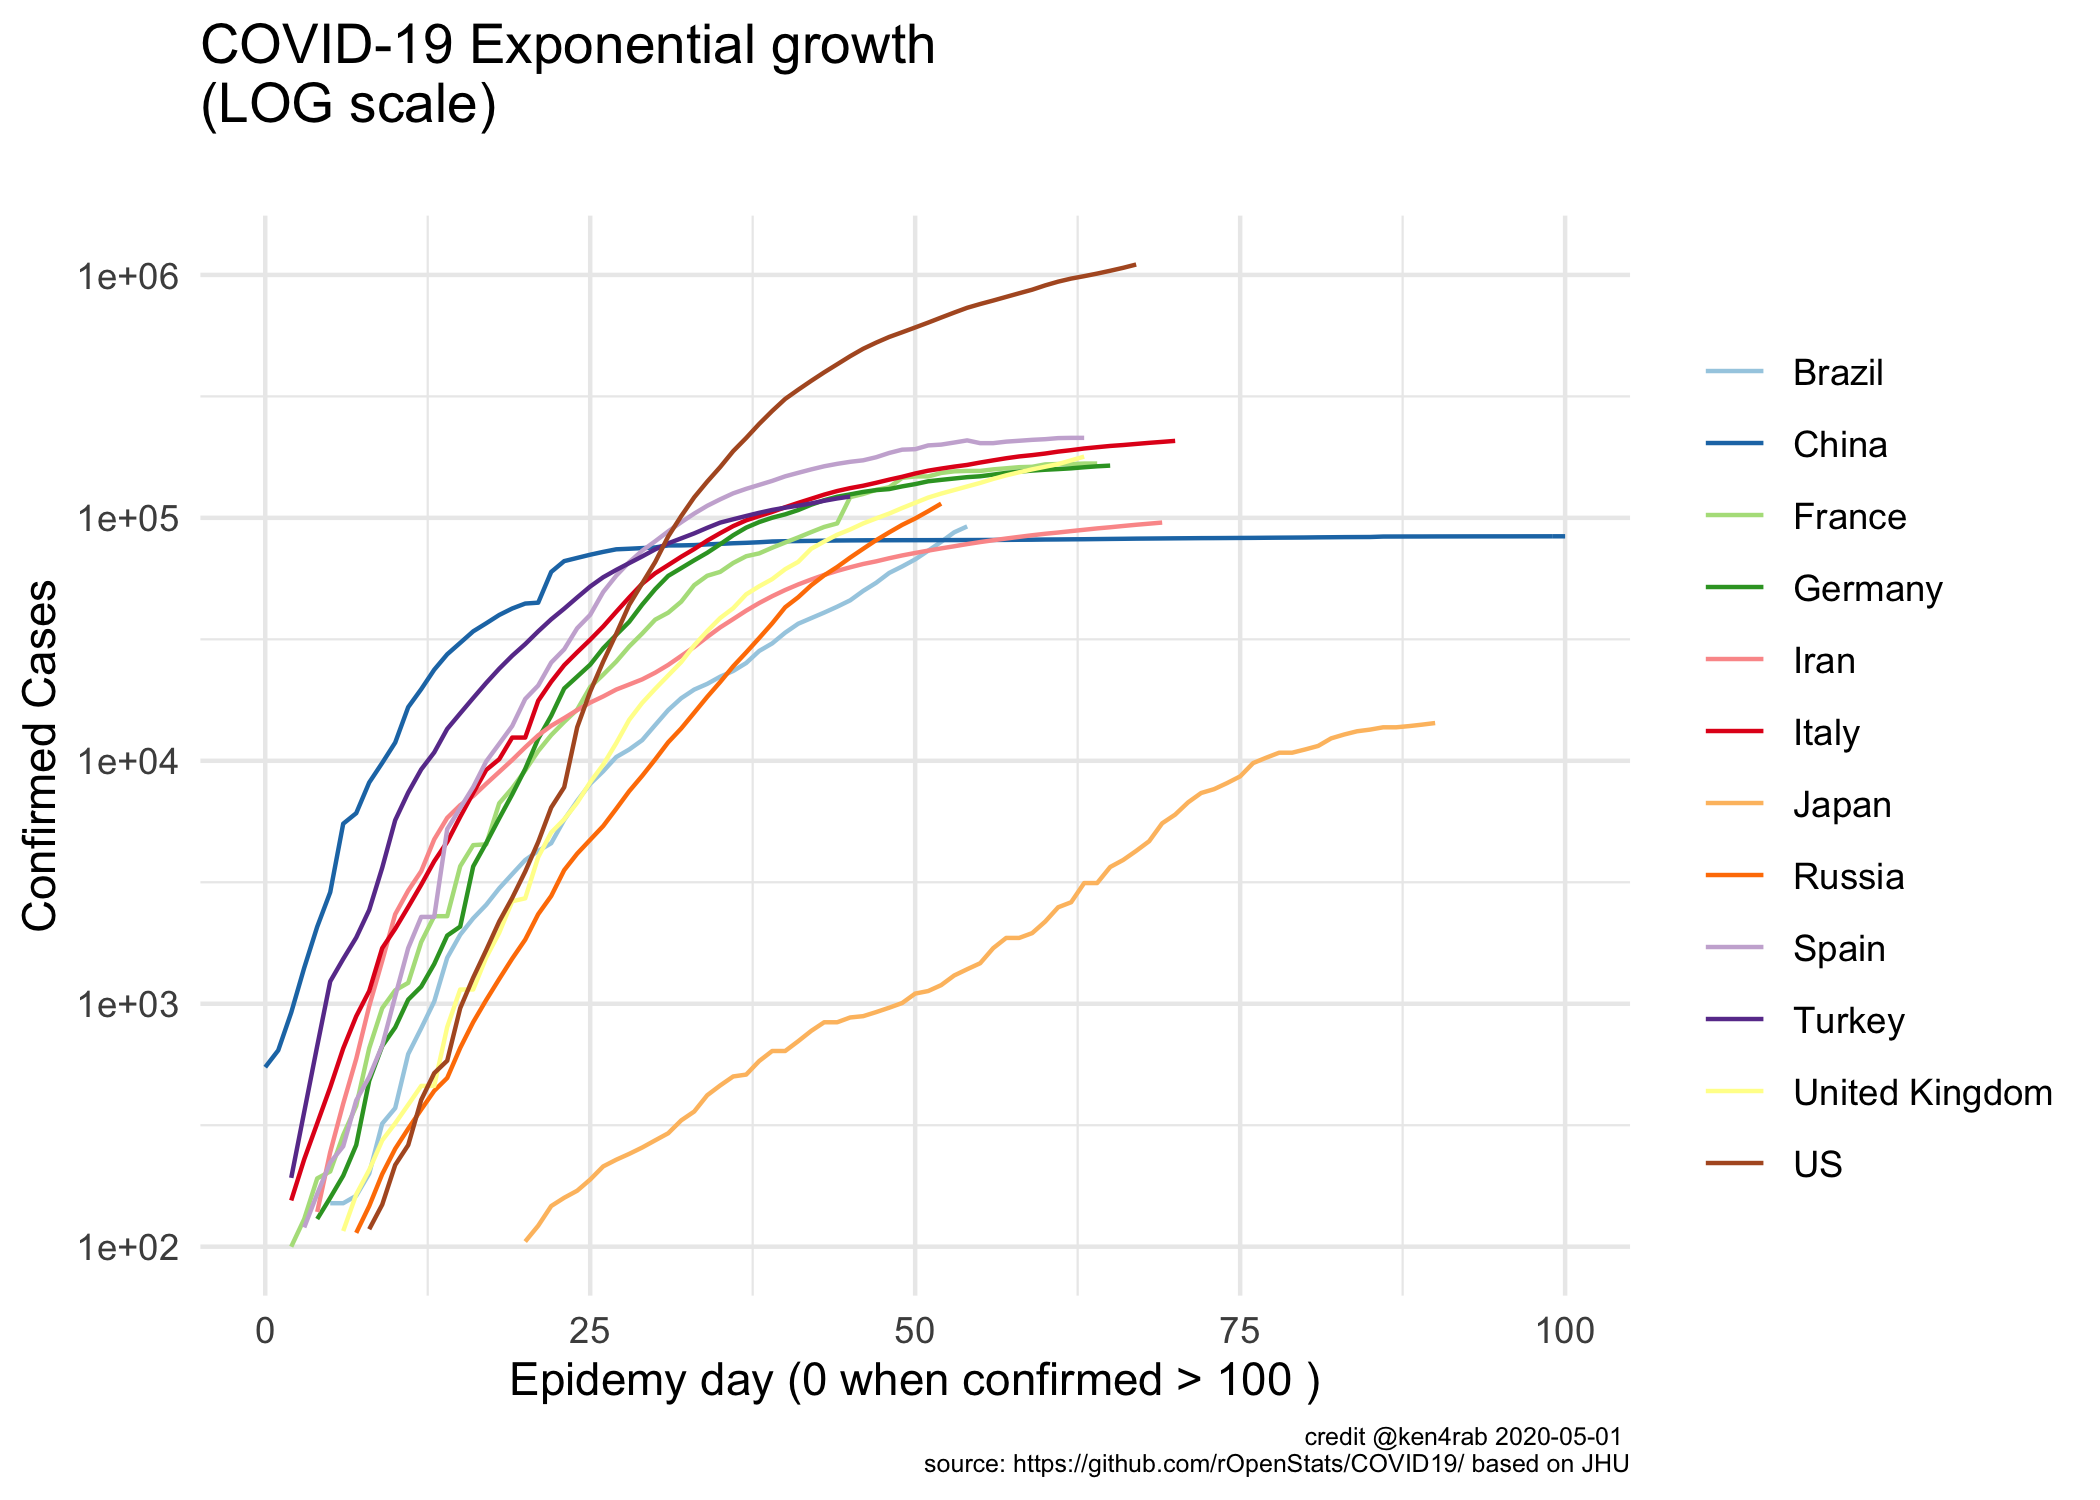 COVID-19 Exponential growth
(LOG scale)
1e+06
1e+05
1e+04
1e+03
1e+02
Confirmed Cases
0 25 50 75 100
Epidemy day (0 when confirmed > 100 )
Brazil
China
France
Germany
Iran
Italy
Japan
Russia
Spain
Turkey
United Kingdom
US
credit @ken4rab 2020-05-01
source: https://github.com/rOpenStats/COVID19/ based on JHU